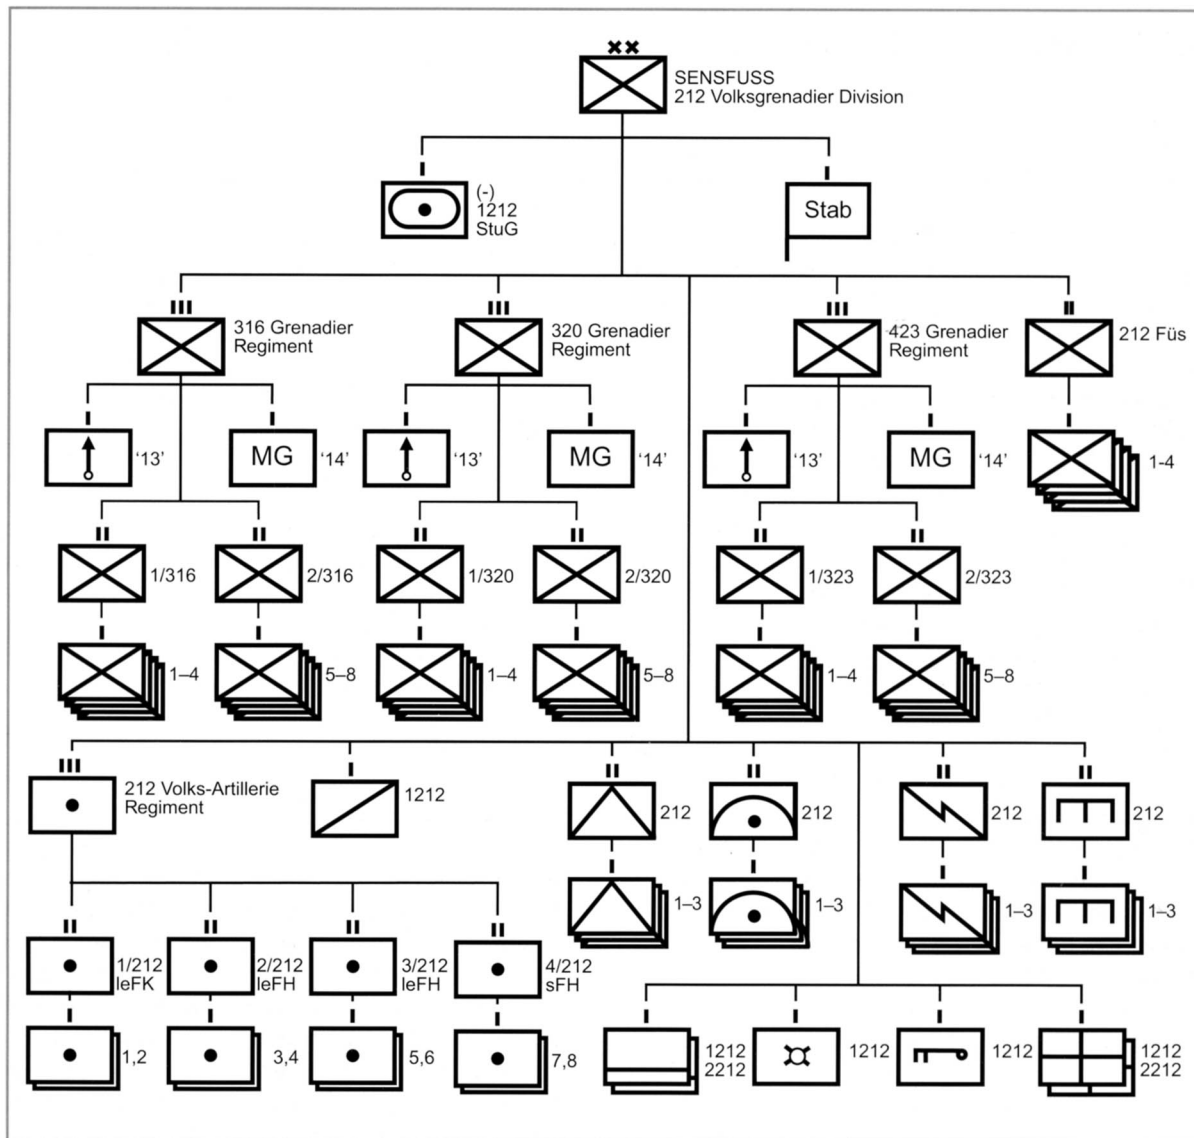 SENSFUSS
212 Volksgrenadier Division
(-)
1212
StuG
Stab
316 Grenadier
Regiment
320 Grenadier
Regiment
423 Grenadier
Regiment
212 Füs
‘13’
MG
‘14’
‘13’
MG
‘14’
‘13’
MG
‘14’
1-4
1/316
2/316
1/320
2/320
1/323
2/323
1–4
5–8
1–4
5–8
1–4
5–8
212 Volks-Artillerie
Regiment
1212
212
212
212
212
1–3
1–3
1–3
1–3
1/212
leFK
2/212
leFH
3/212
leFH
4/212
sFH
1,2
3,4
5,6
7,8
1212
2212
1212
1212
1212
2212